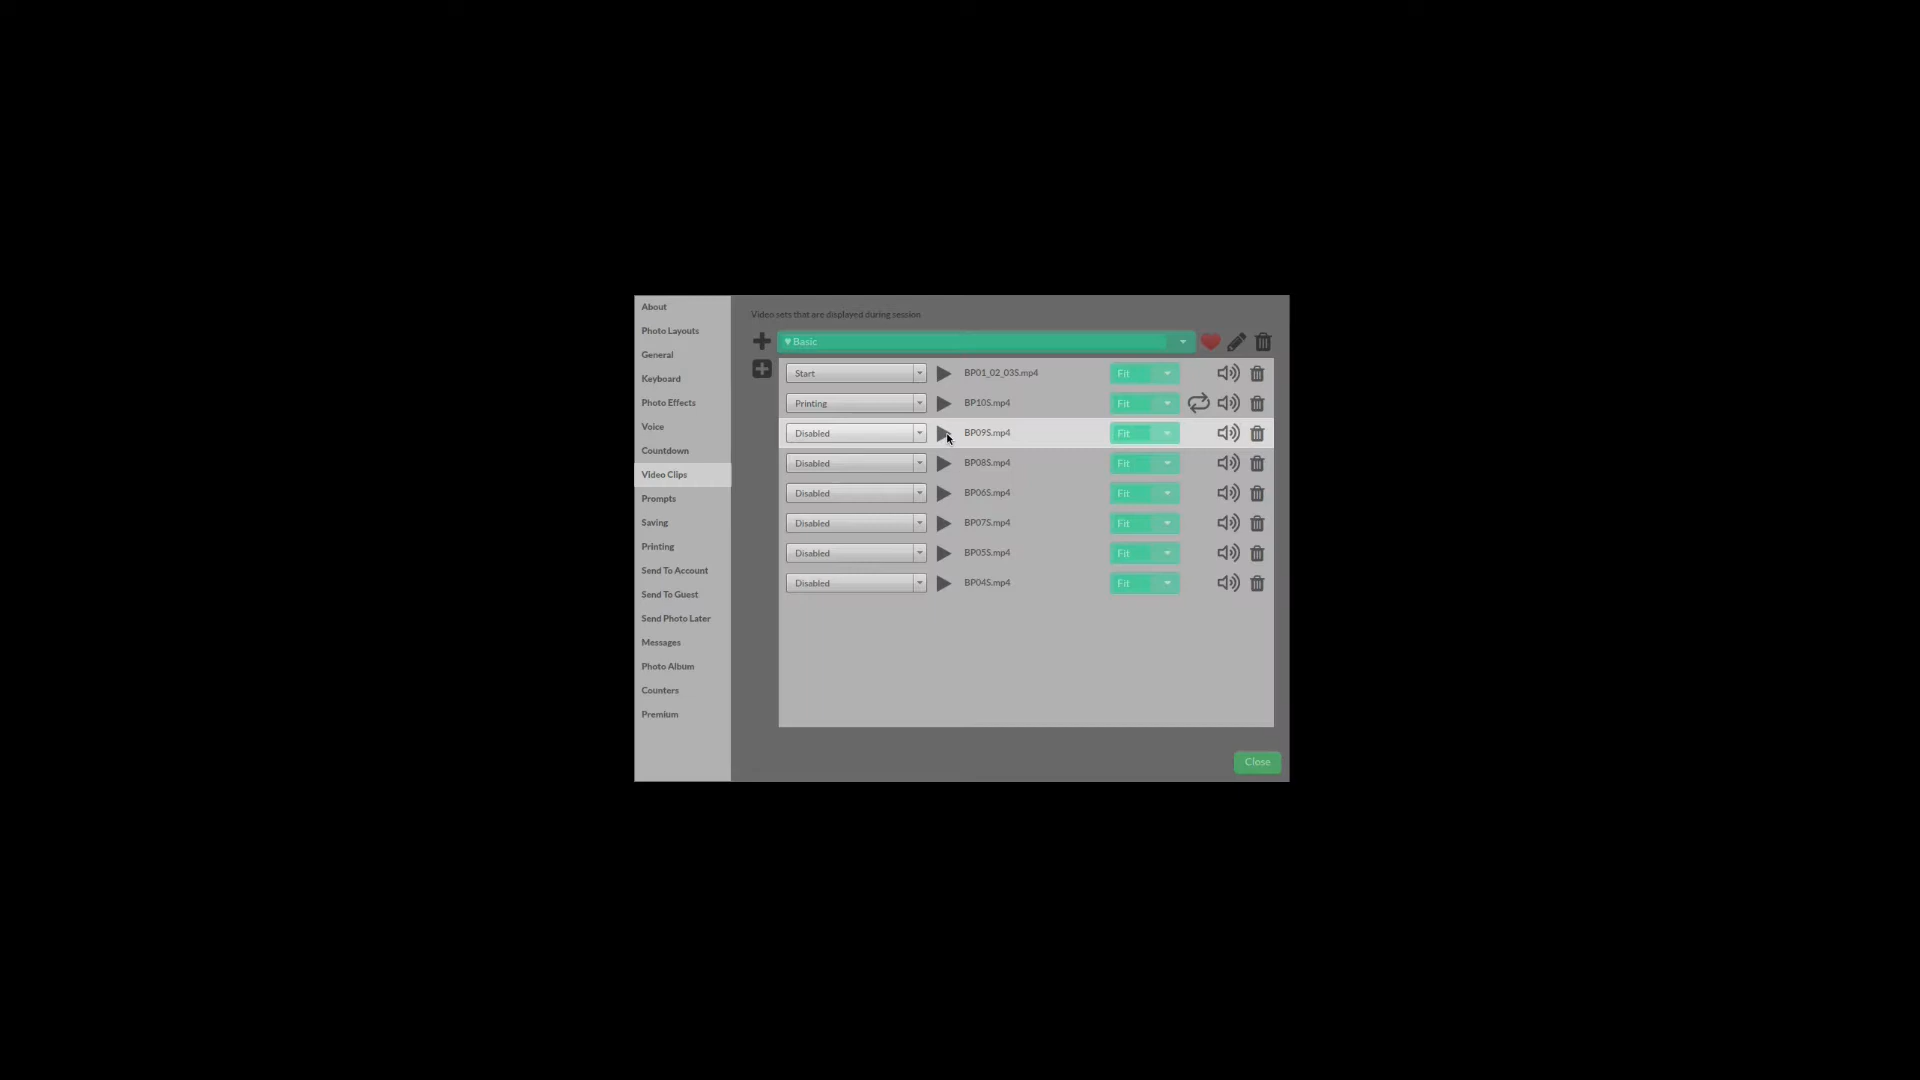 About
Photo Layouts
General
Keyboard
Photo Effects
Voice
Countdown
Video Clips
Prompts
Saving
Printing
Send To Account
Send To Guest
Send Photo Later
Messages
Photo Album
Counters
Premium
Video sets that are displayed during session
♥ Basic
Start BP01_02_03S.mp4 Fit
Printing BP10S.mp4 Fit
Disabled BP09S.mp4 Fit
Disabled BP08S.mp4 Fit
Disabled BP06S.mp4 Fit
Disabled BP07S.mp4 Fit
Disabled BP05S.mp4 Fit
Disabled BP04S.mp4 Fit
Close